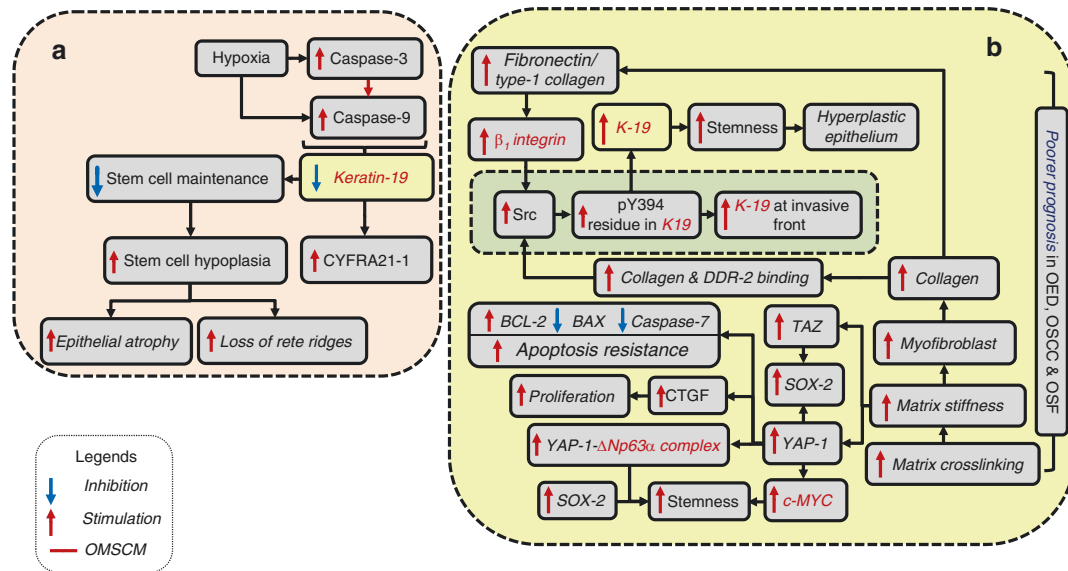 a
Hypoxia
Caspase-3
Caspase-9
Stem cell maintenance
Keratin-19
Stem cell hypoplasia
CYFRA21-1
Epithelial atrophy
Loss of rete ridges
Legends
Inhibition
Stimulation
OMSCM
b
Fibronectin/
type-1 collagen
β1 integrin
K-19
Stemness
Hyperplastic
epithelium
Src
pY394
residue in K19
K-19 at invasive
front
Collagen & DDR-2 binding
Collagen
BCL-2 BAX Caspase-7
Apoptosis resistance
TAZ
Myofibroblast
SOX-2
Proliferation
CTGF
Matrix stiffness
YAP-1-ΔNp63α complex
YAP-1
Matrix crosslinking
SOX-2
Stemness
c-MYC
Poorer prognosis in OED, OSCC & OSF